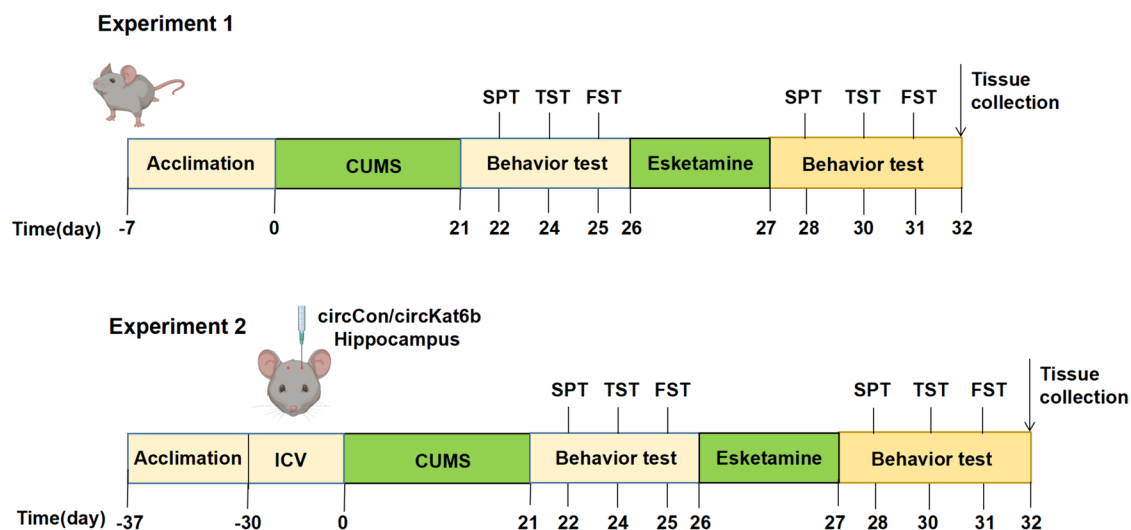 Experiment 1
Tissue
collection
SPT TST FST SPT TST FST
Acclimation CUMS Behavior test Esketamine Behavior test
Time(day) -7 0 21 22 24 25 26 27 28 30 31 32
circCon/circKat6b
Hippocampus
Experiment 2
Tissue
collection
SPT TST FST SPT TST FST
Acclimation ICV CUMS Behavior test Esketamine Behavior test
Time(day) -37 -30 0 21 22 24 25 26 27 28 30 31 32